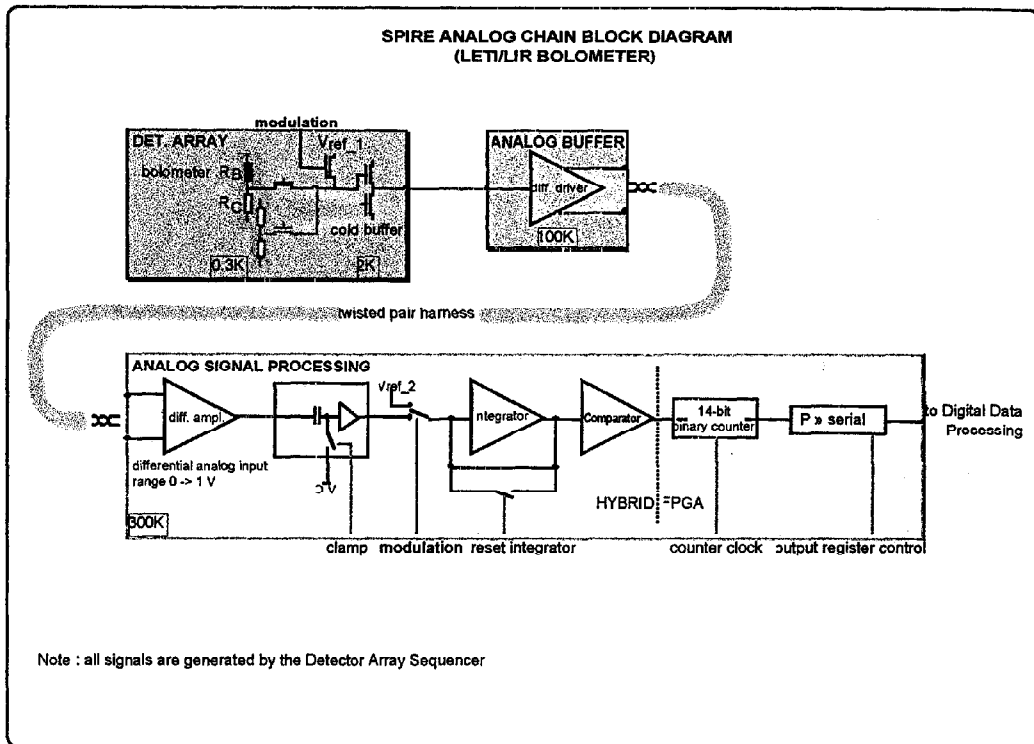 SPIRE ANALOG CHAIN BLOCK DIAGRAM
(LETI/LIR BOLOMETER)
modulation
DET. ARRAY
Vref_1
bolometer
RB
RC
cold buffer
0.3K
2K
ANALOG BUFFER
diff. driver
100K
twisted pair harness
ANALOG SIGNAL PROCESSING
diff. ampl.
Vref_2
ntegrator
Comparator
14-bit
binary counter
P » serial
to Digital Data
Processing
differential analog input
range 0 -> 1 V
HYBRID
FPGA
300K
clamp
modulation
reset integrator
counter clock
output register control
Note : all signals are generated by the Detector Array Sequencer